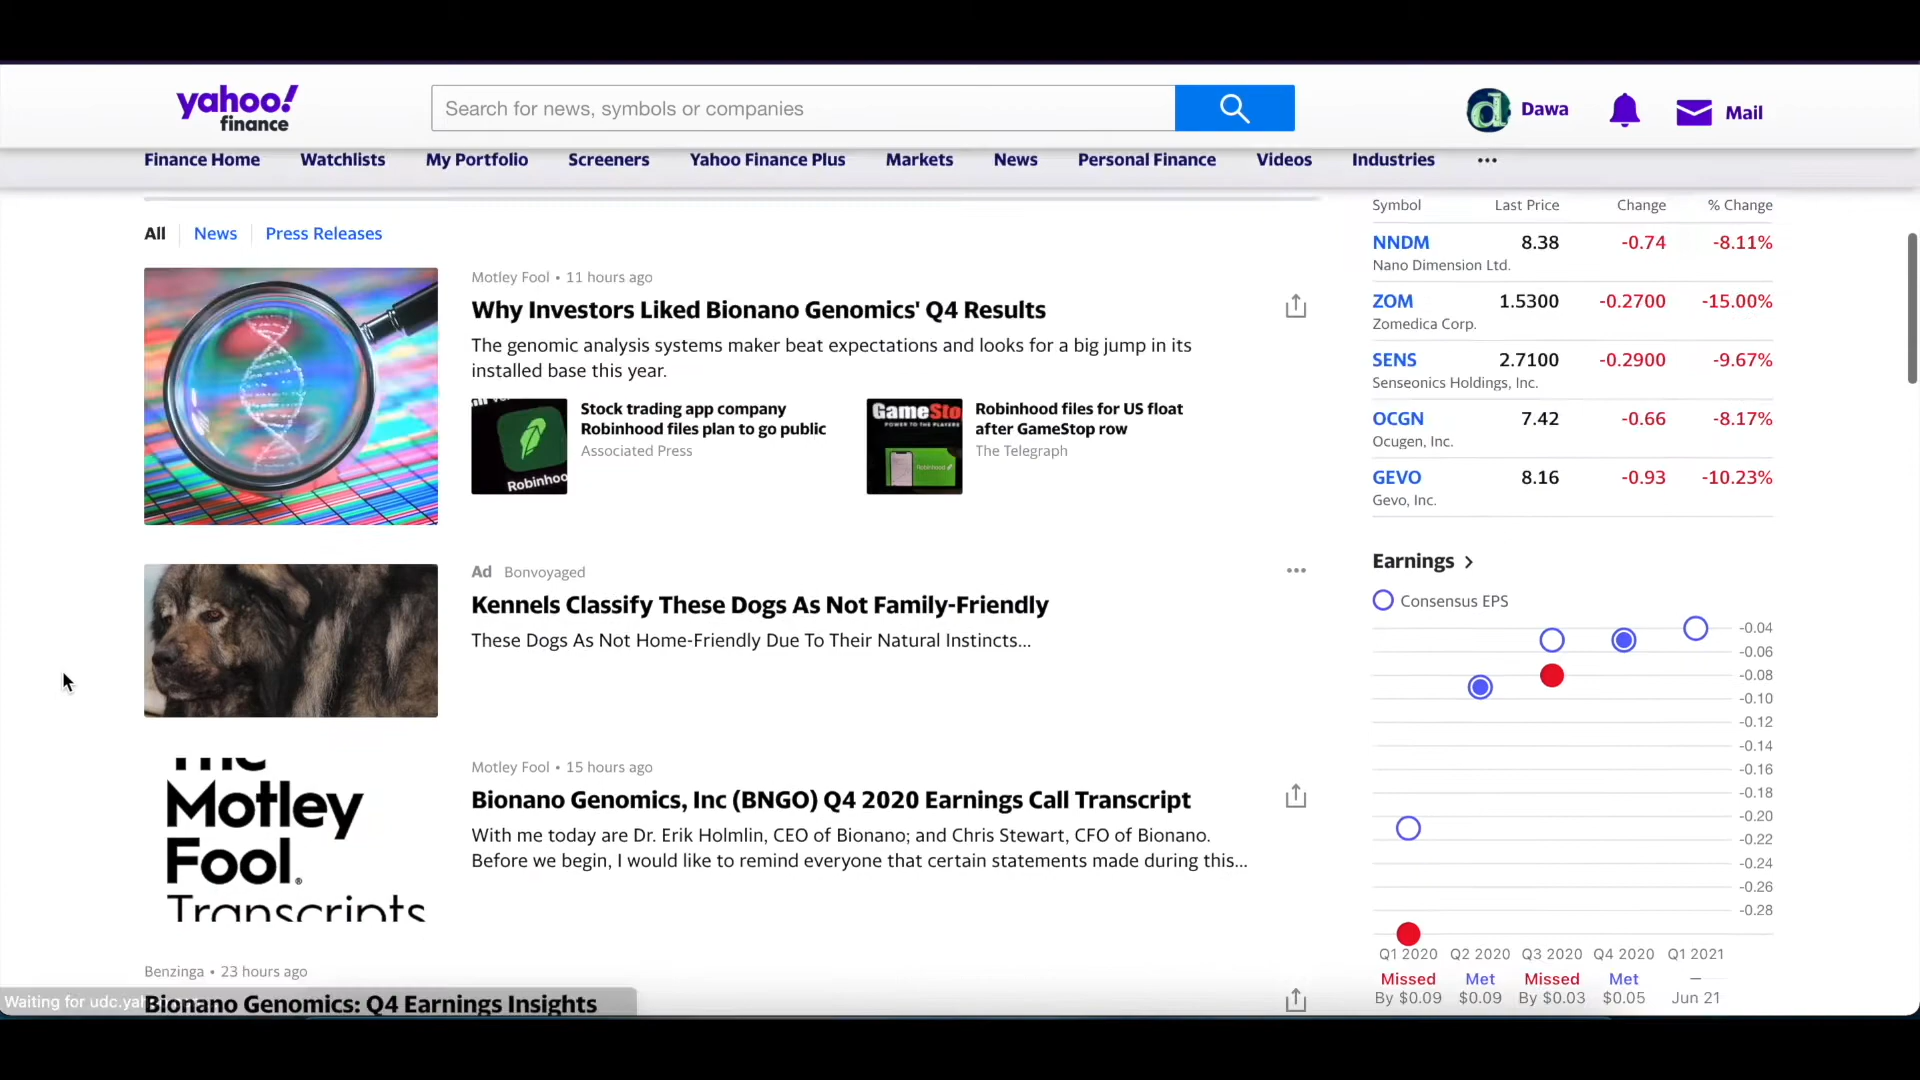 yahoo!
finance
Search for news, symbols or companies
Dawa
Mail
Finance Home
Watchlists
My Portfolio
Screeners
Yahoo Finance Plus
Markets
News
Personal Finance
Videos
Industries
All
News
Press Releases
Motley Fool • 11 hours ago
Why Investors Liked Bionano Genomics' Q4 Results
The genomic analysis systems maker beat expectations and looks for a big jump in its
installed base this year.
Robinhoo
Stock trading app company
Robinhood files plan to go public
Associated Press
GameSto
POWER TO THE PLAYERS
Robinhood
Robinhood files for US float
after GameStop row
The Telegraph
Ad Bonvoyaged
Kennels Classify These Dogs As Not Family-Friendly
These Dogs As Not Home-Friendly Due To Their Natural Instincts...
The
Motley
Fool®
Transcripts
Motley Fool • 15 hours ago
Bionano Genomics, Inc (BNGO) Q4 2020 Earnings Call Transcript
With me today are Dr. Erik Holmlin, CEO of Bionano; and Chris Stewart, CFO of Bionano.
Before we begin, I would like to remind everyone that certain statements made during this...
Benzinga • 23 hours ago
Bionano Genomics: Q4 Earnings Insights
Waiting for udc.yah
Symbol Last Price Change % Change
NNDM 8.38 -0.74 -8.11%
Nano Dimension Ltd.
ZOM 1.5300 -0.2700 -15.00%
Zomedica Corp.
SENS 2.7100 -0.2900 -9.67%
Senseonics Holdings, Inc.
OCGN 7.42 -0.66 -8.17%
Ocugen, Inc.
GEVO 8.16 -0.93 -10.23%
Gevo, Inc.
Earnings
Consensus EPS
-0.04
-0.06
-0.08
-0.10
-0.12
-0.14
-0.16
-0.18
-0.20
-0.22
-0.24
-0.26
-0.28
Q1 2020 Q2 2020 Q3 2020 Q4 2020 Q1 2021
Missed Met Missed Met —
By $0.09 $0.09 By $0.03 $0.05 Jun 21